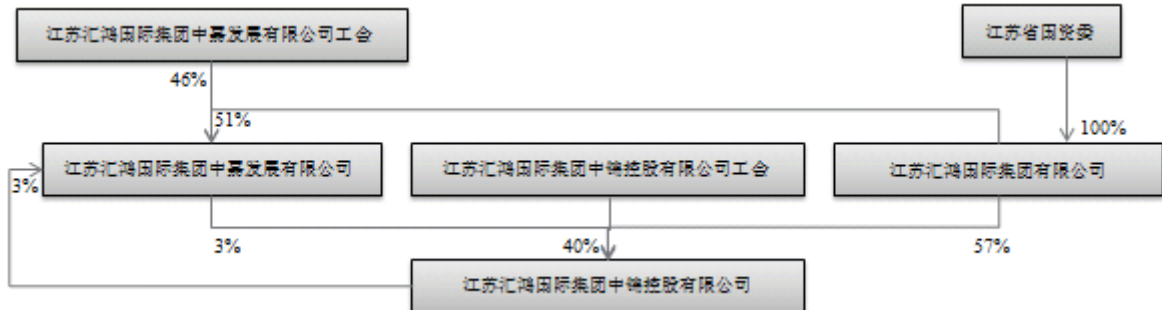 江苏汇鸿国际集团中嘉发展有限公司工会
江苏省国资委
46%
51%
100%
江苏汇鸿国际集团中嘉发展有限公司
江苏汇鸿国际集团中锦控股有限公司工会
江苏汇鸿国际集团有限公司
3%
3%
40%
57%
江苏汇鸿国际集团中锦控股有限公司